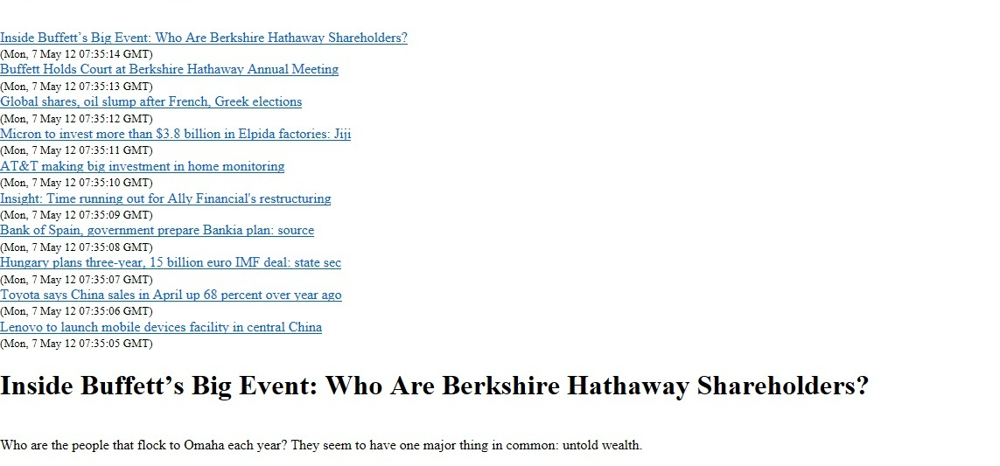 Inside Buffett’s Big Event: Who Are Berkshire Hathaway Shareholders?
(Mon, 7 May 12 07:35:14 GMT)
Buffett Holds Court at Berkshire Hathaway Annual Meeting
(Mon, 7 May 12 07:35:13 GMT)
Global shares, oil slump after French, Greek elections
(Mon, 7 May 12 07:35:12 GMT)
Micron to invest more than $3.8 billion in Elpida factories: Jiji
(Mon, 7 May 12 07:35:11 GMT)
AT&T making big investment in home monitoring
(Mon, 7 May 12 07:35:10 GMT)
Insight: Time running out for Ally Financial's restructuring
(Mon, 7 May 12 07:35:09 GMT)
Bank of Spain, government prepare Bankia plan: source
(Mon, 7 May 12 07:35:08 GMT)
Hungary plans three-year, 15 billion euro IMF deal: state sec
(Mon, 7 May 12 07:35:07 GMT)
Toyota says China sales in April up 68 percent over year ago
(Mon, 7 May 12 07:35:06 GMT)
Lenovo to launch mobile devices facility in central China
(Mon, 7 May 12 07:35:05 GMT)
Inside Buffett’s Big Event: Who Are Berkshire Hathaway Shareholders?
Who are the people that flock to Omaha each year? They seem to have one major thing in common: untold wealth.